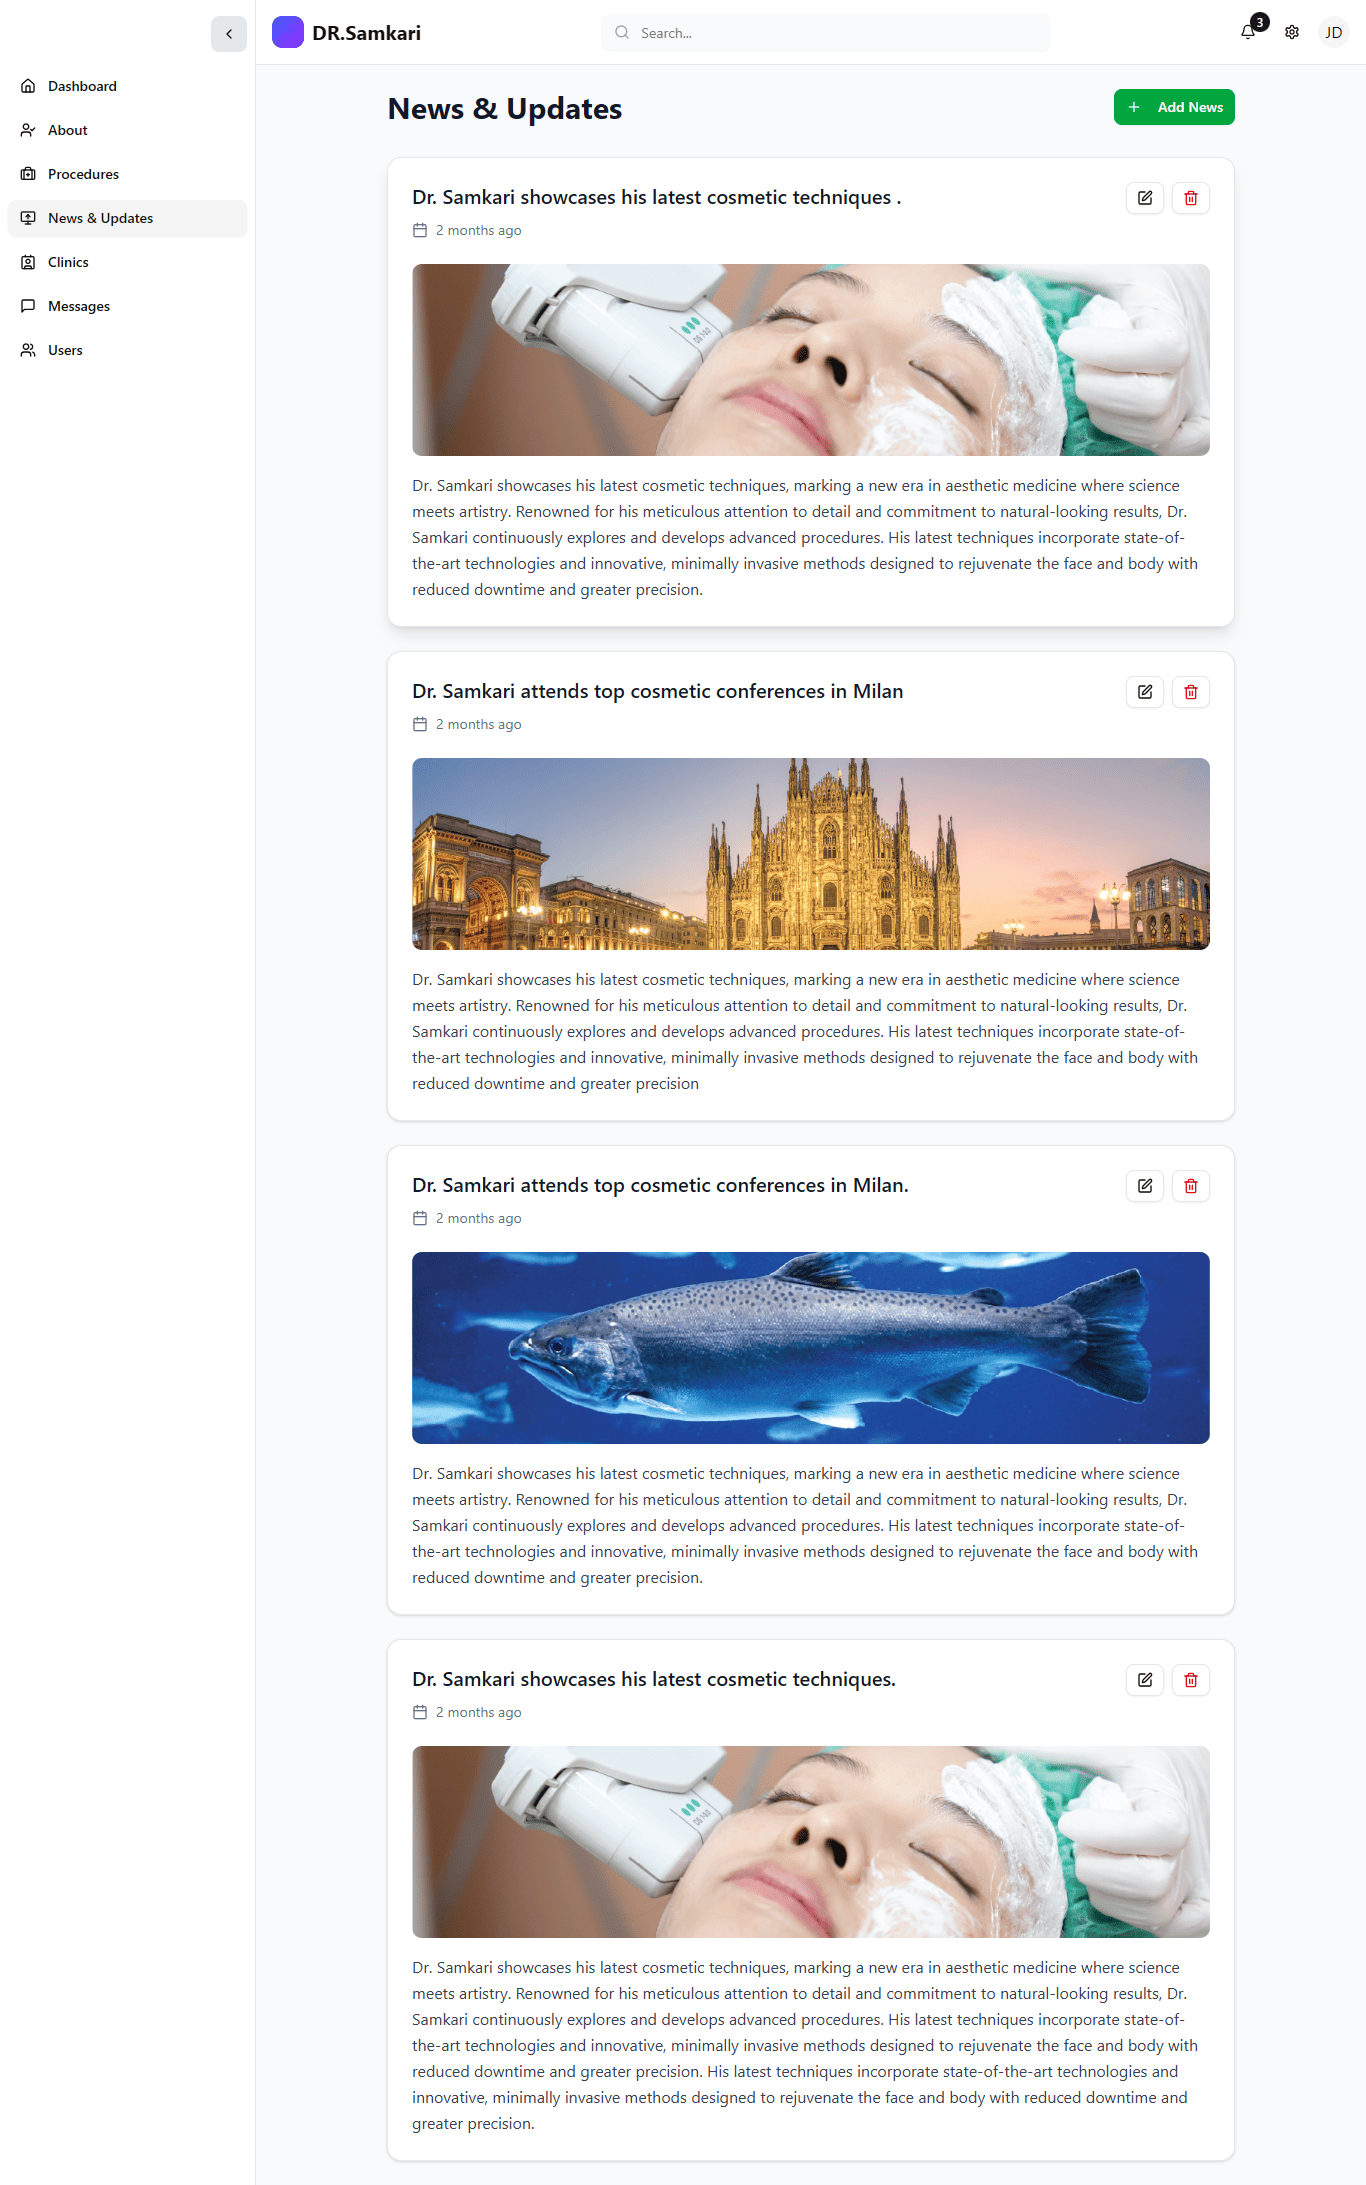 DR.Samkari
Search...
3
JD
Dashboard
About
Procedures
News & Updates
Clinics
Messages
Users
News & Updates
Add News
Dr. Samkari showcases his latest cosmetic techniques .
2 months ago
Dr. Samkari showcases his latest cosmetic techniques, marking a new era in aesthetic medicine where science
meets artistry. Renowned for his meticulous attention to detail and commitment to natural-looking results, Dr.
Samkari continuously explores and develops advanced procedures. His latest techniques incorporate state-of-
the-art technologies and innovative, minimally invasive methods designed to rejuvenate the face and body with
reduced downtime and greater precision.
Dr. Samkari attends top cosmetic conferences in Milan
2 months ago
Dr. Samkari showcases his latest cosmetic techniques, marking a new era in aesthetic medicine where science
meets artistry. Renowned for his meticulous attention to detail and commitment to natural-looking results, Dr.
Samkari continuously explores and develops advanced procedures. His latest techniques incorporate state-of-
the-art technologies and innovative, minimally invasive methods designed to rejuvenate the face and body with
reduced downtime and greater precision
Dr. Samkari attends top cosmetic conferences in Milan.
2 months ago
Dr. Samkari showcases his latest cosmetic techniques, marking a new era in aesthetic medicine where science
meets artistry. Renowned for his meticulous attention to detail and commitment to natural-looking results, Dr.
Samkari continuously explores and develops advanced procedures. His latest techniques incorporate state-of-
the-art technologies and innovative, minimally invasive methods designed to rejuvenate the face and body with
reduced downtime and greater precision.
Dr. Samkari showcases his latest cosmetic techniques.
2 months ago
Dr. Samkari showcases his latest cosmetic techniques, marking a new era in aesthetic medicine where science
meets artistry. Renowned for his meticulous attention to detail and commitment to natural-looking results, Dr.
Samkari continuously explores and develops advanced procedures. His latest techniques incorporate state-of-
the-art technologies and innovative, minimally invasive methods designed to rejuvenate the face and body with
reduced downtime and greater precision. His latest techniques incorporate state-of-the-art technologies and
innovative, minimally invasive methods designed to rejuvenate the face and body with reduced downtime and
greater precision.